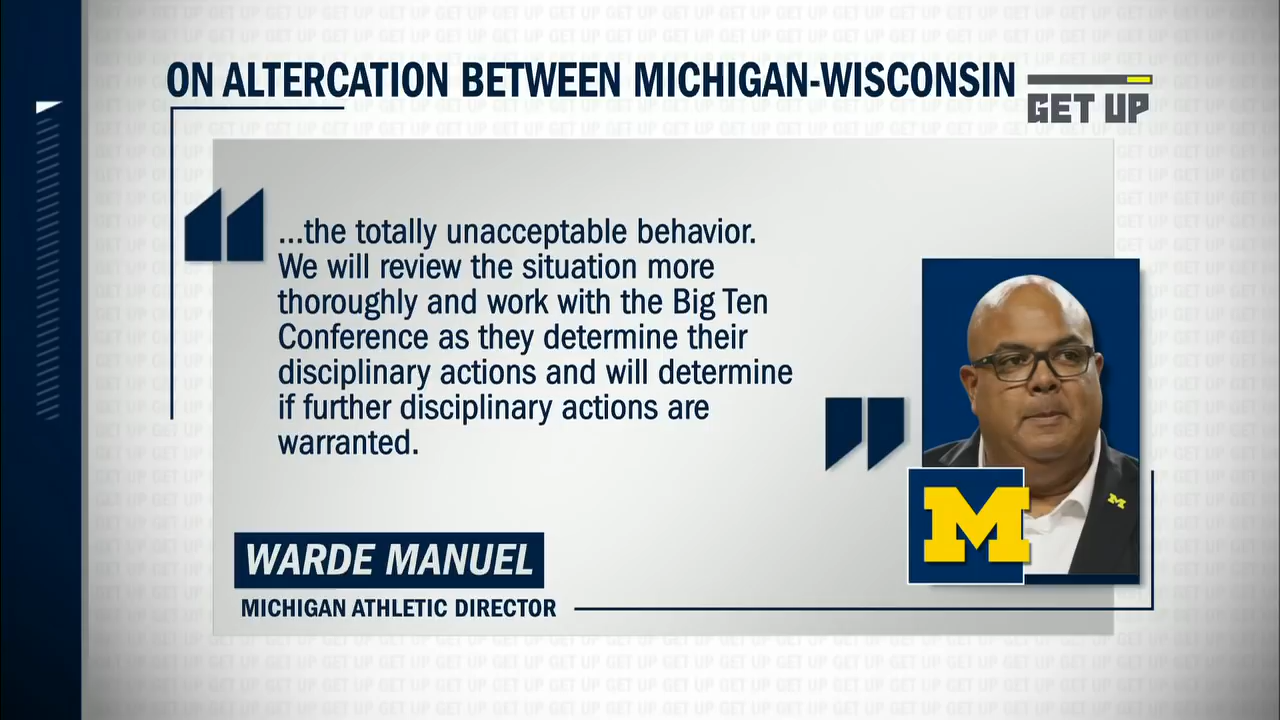 ON ALTERCATION BETWEEN MICHIGAN-WISCONSIN
GET UP
“
...the totally unacceptable behavior.
We will review the situation more
thoroughly and work with the Big Ten
Conference as they determine their
disciplinary actions and will determine
if further disciplinary actions are
warranted.
”
M
M
WARDE MANUEL
MICHIGAN ATHLETIC DIRECTOR